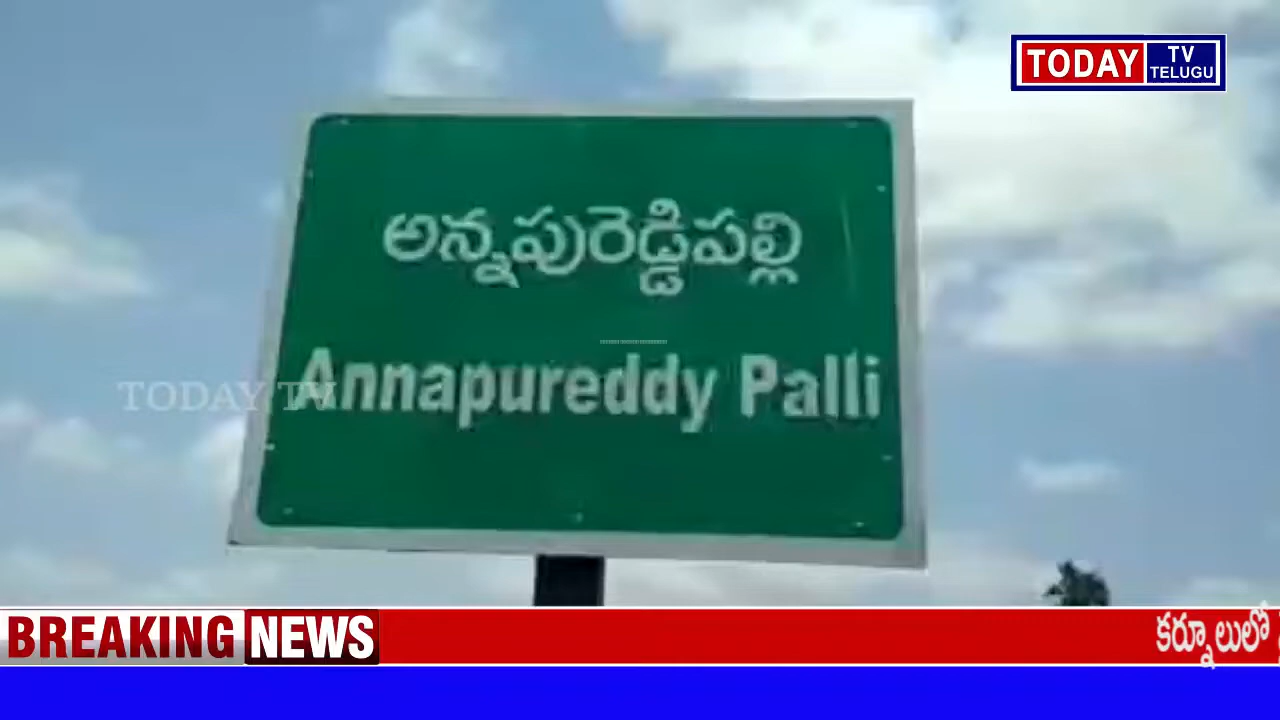 TODAY TV TELUGU
అన్నపురెడ్డిపల్లి
Annapureddy Palli
TODAY TV
BREAKING NEWS
కర్నూలులో